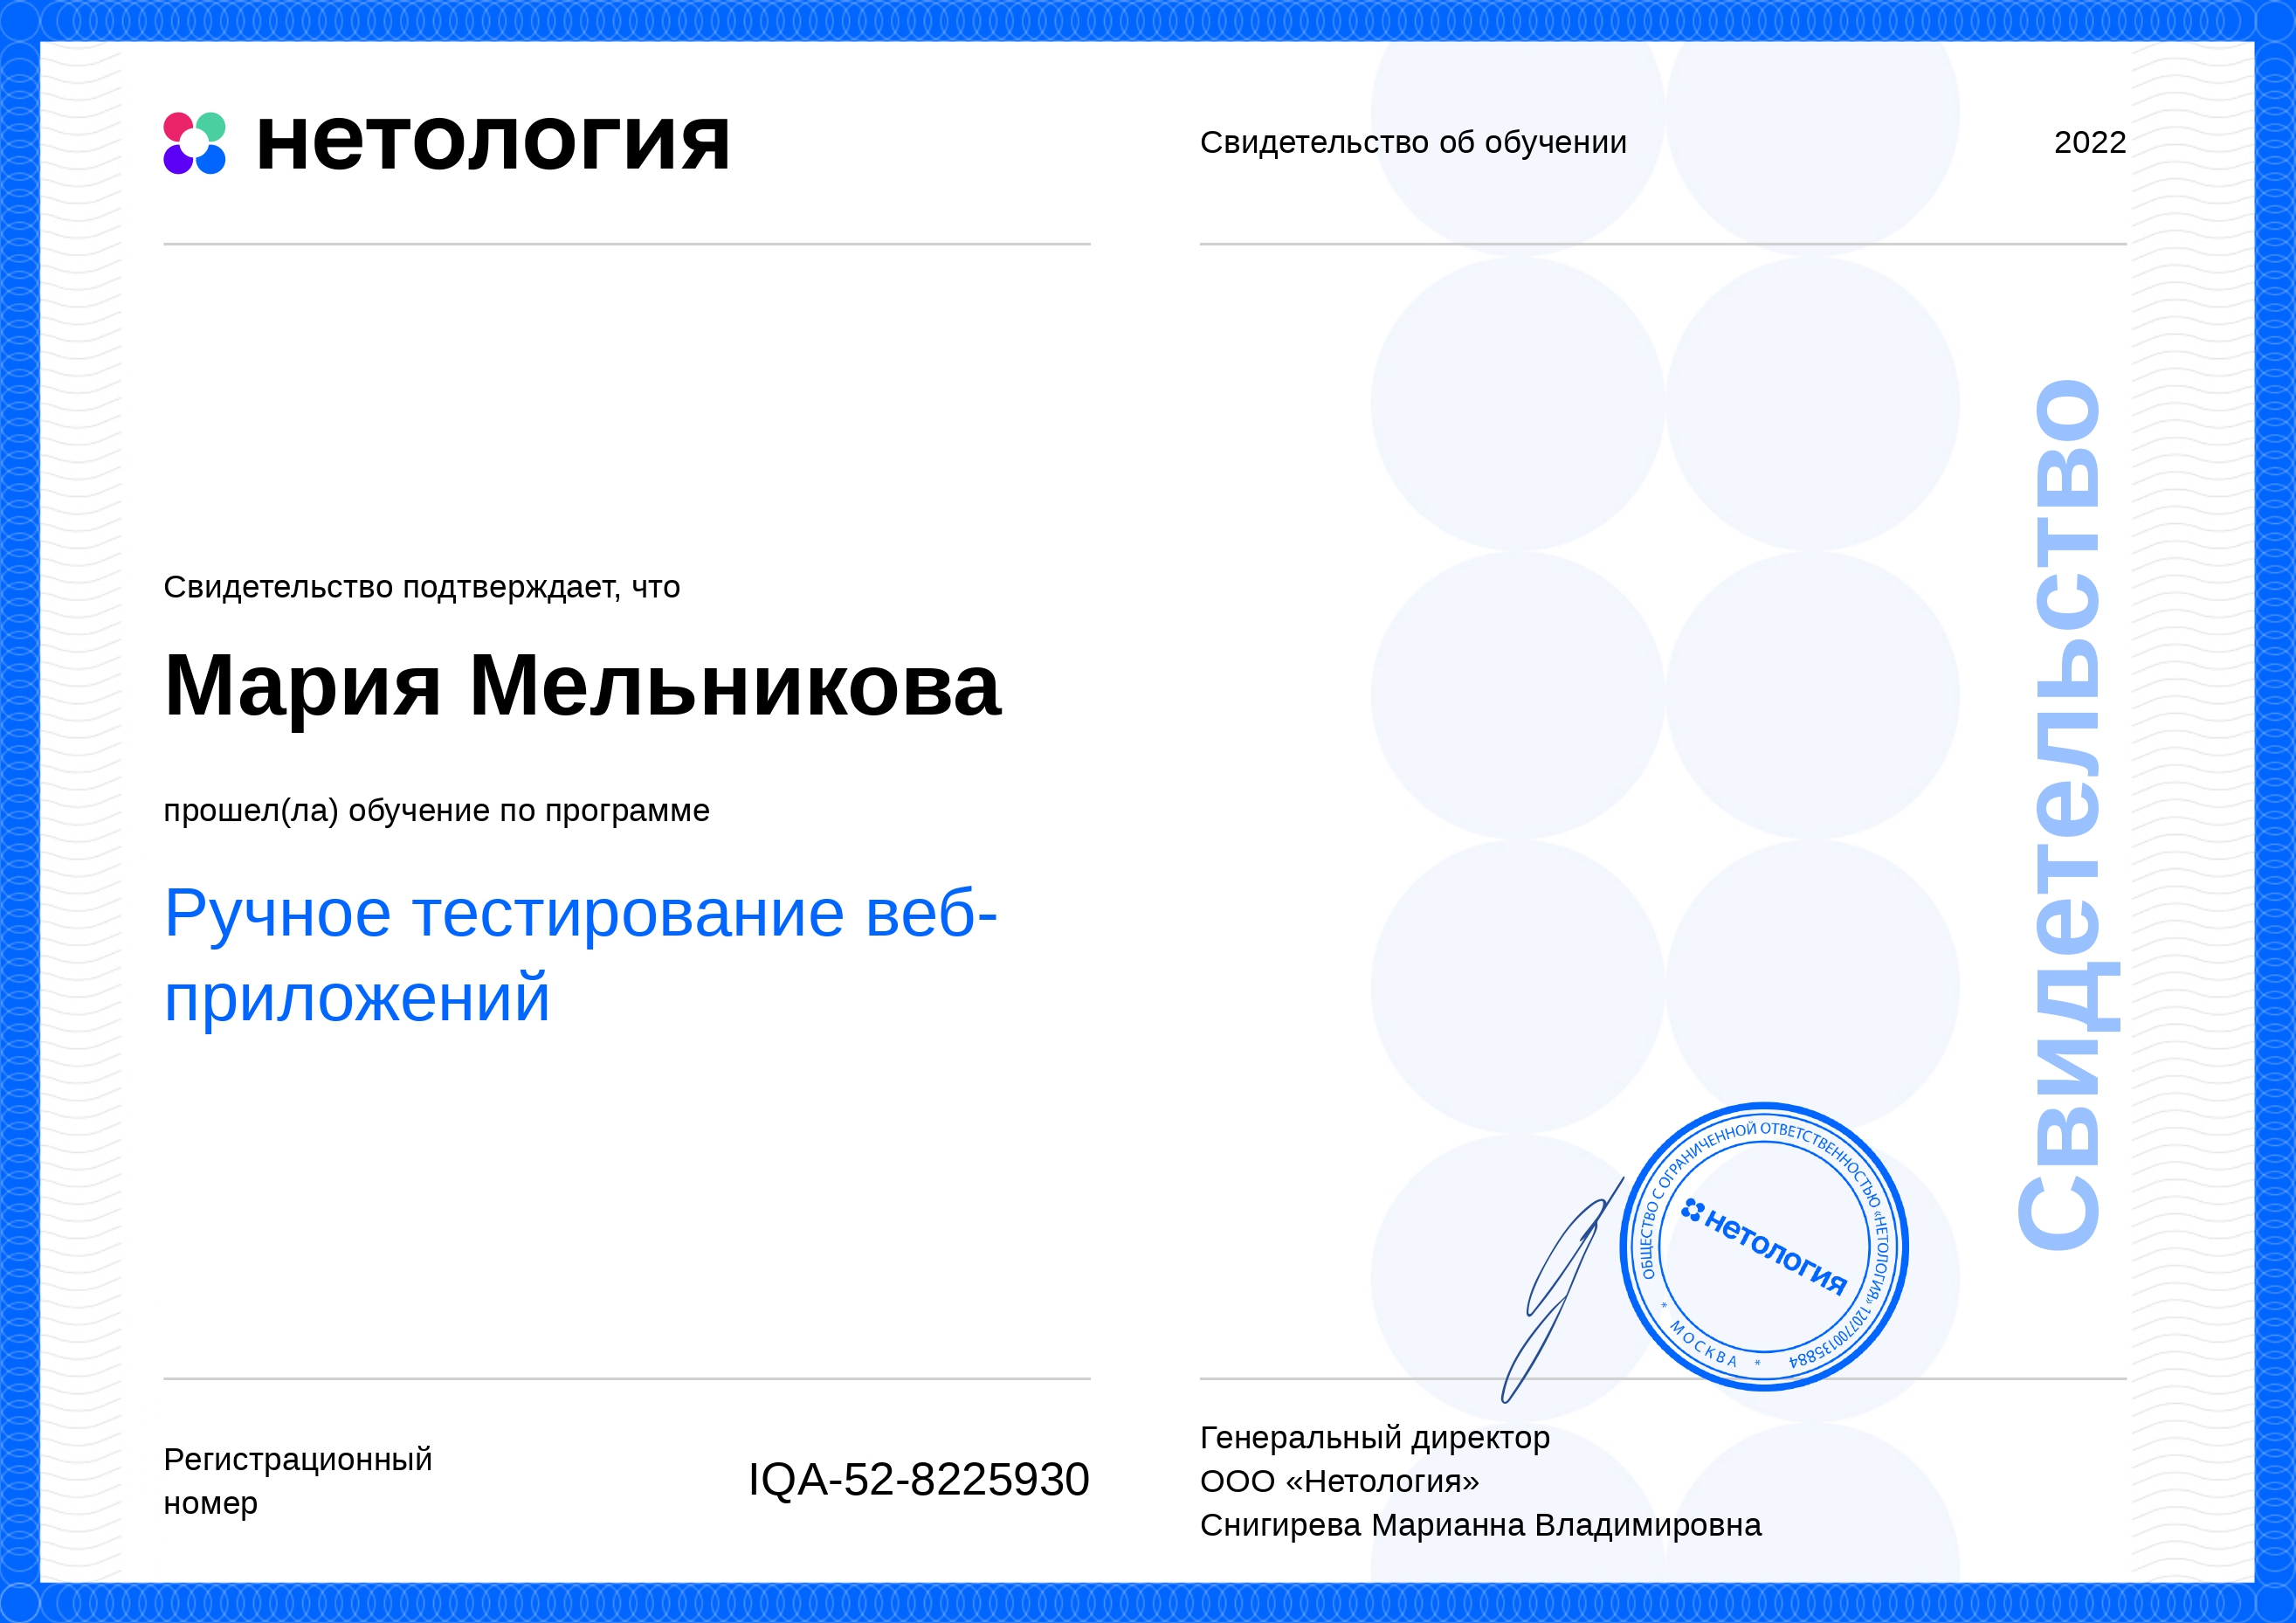 нетология
Свидетельство об обучении
2022
Свидетельство подтверждает, что
Мария Мельникова
прошел(ла) обучение по программе
Ручное тестирование веб-
приложений
Свидетельство
ОБЩЕСТВО С ОГРАНИЧЕННОЙ ОТВЕТСТВЕННОСТЬЮ «НЕТОЛОГИЯ» 1207700135884
* МОСКВА *
нетология
Регистрационный
номер
IQA-52-8225930
Генеральный директор
ООО «Нетология»
Снигирева Марианна Владимировна